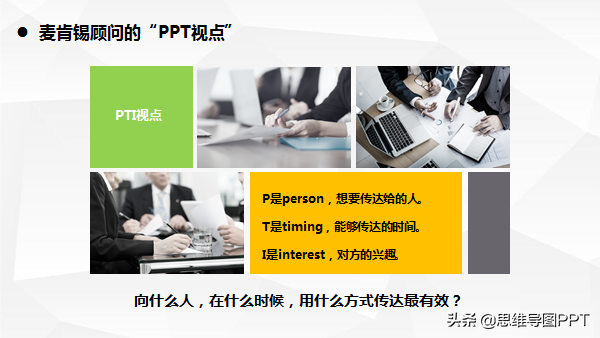 ● 麦肯锡顾问的“PPT视点”
PTI视点
P是person，想要传达给的人。
T是timing，能够传达的时间。
I是interest，对方的兴趣。
向什么人，在什么时候，用什么方式传达最有效？
头条 @思维导图PPT